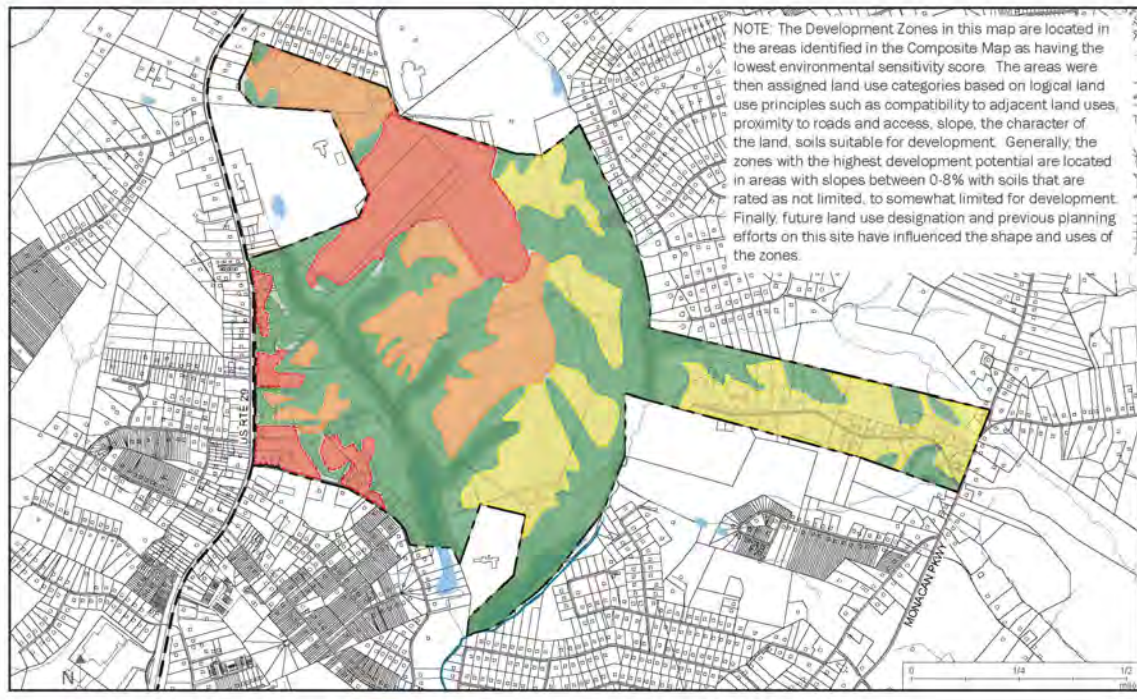 NOTE: The Development Zones in this map are located in
the areas identified in the Composite Map as having the
lowest environmental sensitivity score. The areas were
then assigned land use categories based on logical land
use principles such as compatibility to adjacent land uses,
proximity to roads and access, slope, the character of
the land, soils suitable for development. Generally, the
zones with the highest development potential are located
in areas with slopes between 0-8% with soils that are
rated as not limited, to somewhat limited for development.
Finally, future land use designation and previous planning
efforts on this site have influenced the shape and uses of
the zones.
US RTE 29
MONACAN PKWY
N
0 1/4 1/2